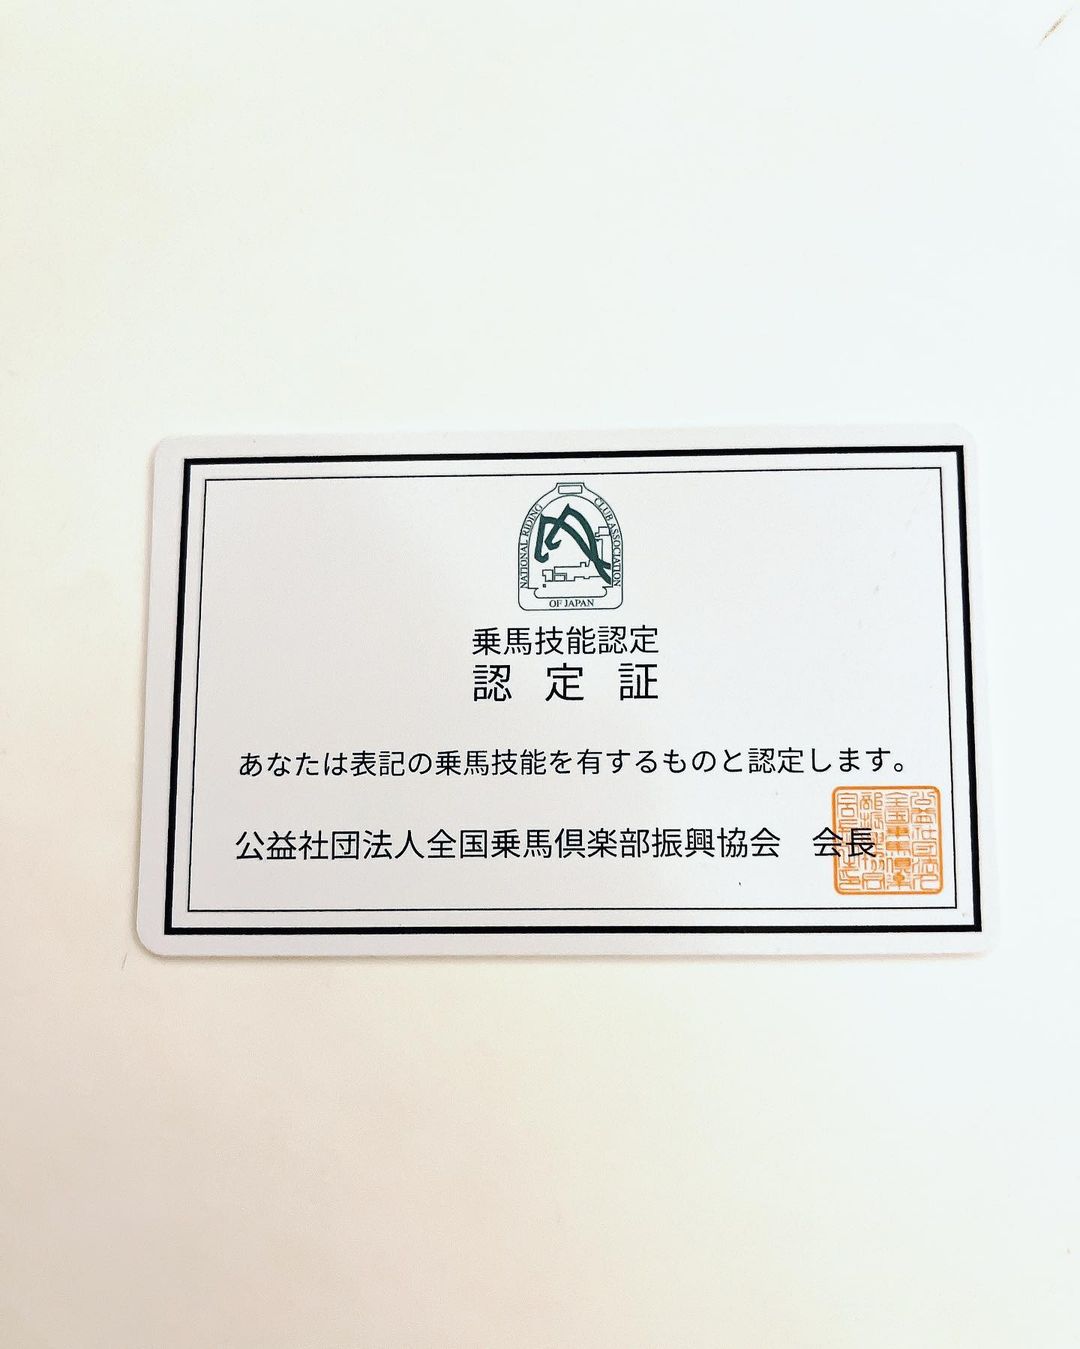 NATIONAL RIDING CLUB ASSOCIATION
OF JAPAN
乗馬技能認定
認定証
あなたは表記の乗馬技能を有するものと認定します。
公益社団法人全国乗馬倶楽部振興協会　会長